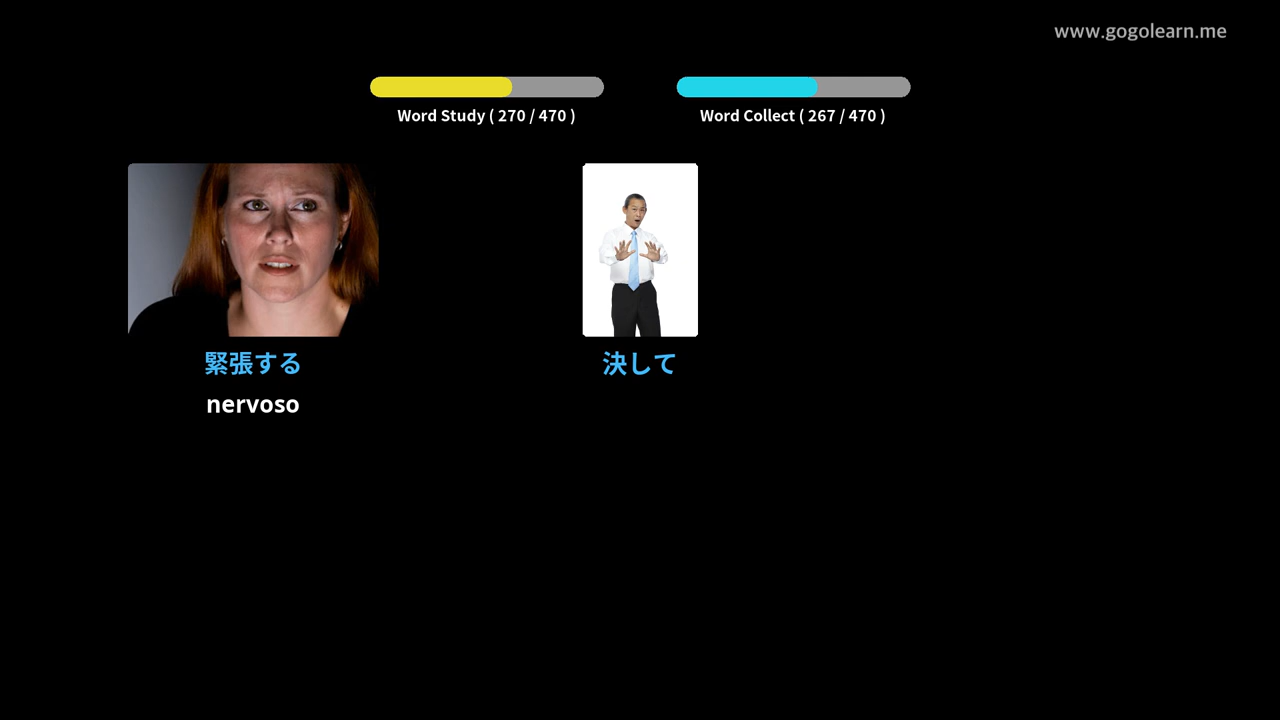 www.gogolearn.me
Word Study ( 270 / 470 )
Word Collect ( 267 / 470 )
緊張する
決して
nervoso